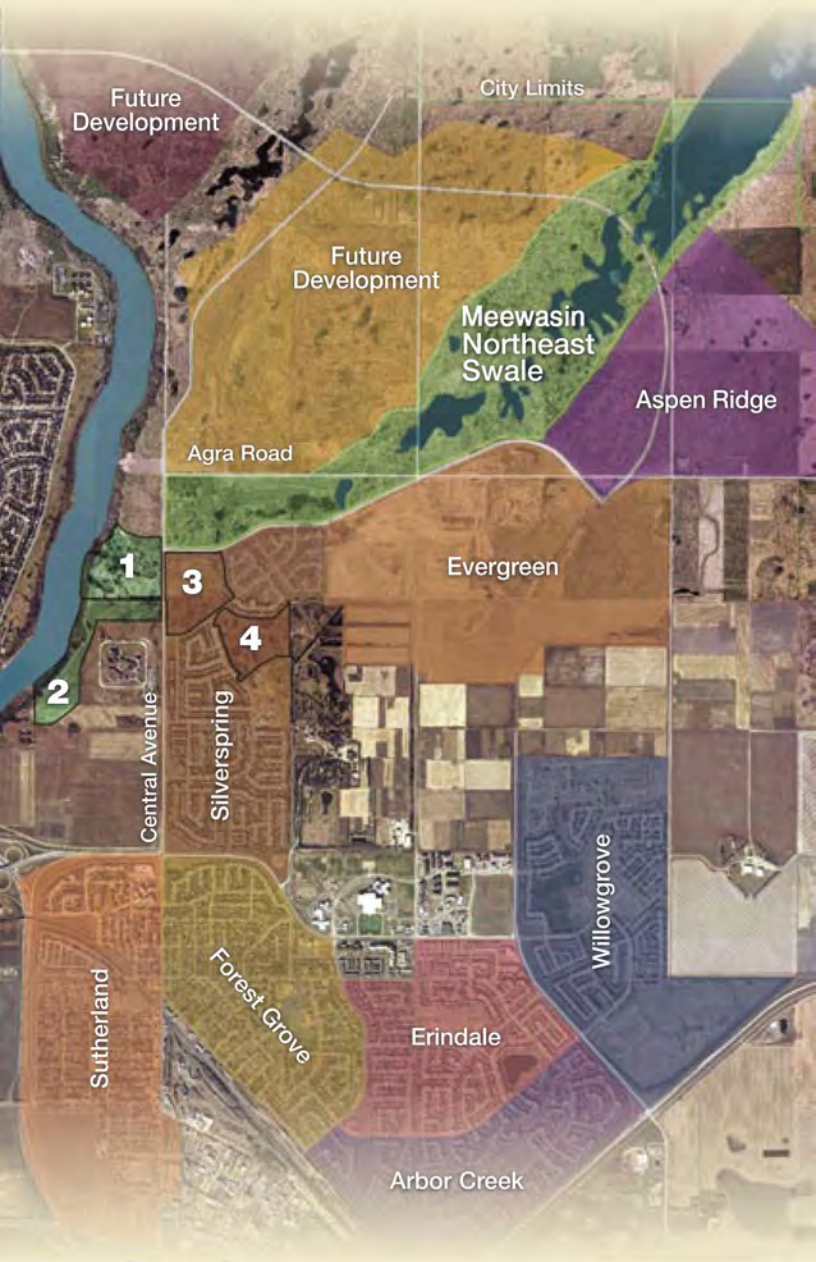 City Limits
Future
Development
Future
Development
Meewasin
Northeast
Swale
Aspen Ridge
Agra Road
1
3
Evergreen
4
2
Central Avenue
Silverspring
Willowgrove
Sutherland
Forest Grove
Erindale
Arbor Creek